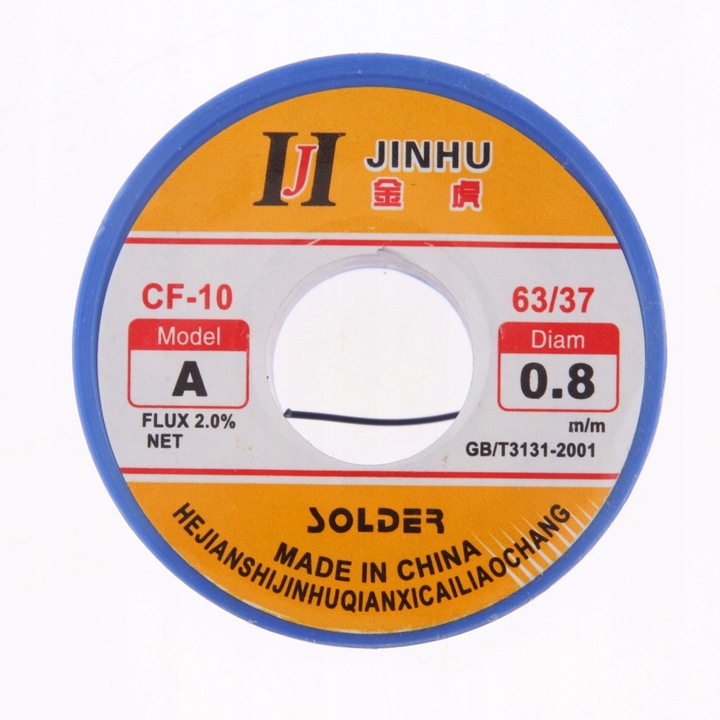 HJ
JINHU
金虎
CF-10
63/37
Model
Diam
A
0.8
FLUX 2.0%
m/m
NET
GB/T3131-2001
SOLDER
MADE IN CHINA
HEJIANSHIJINHUQIANXICAILIAOCHANG